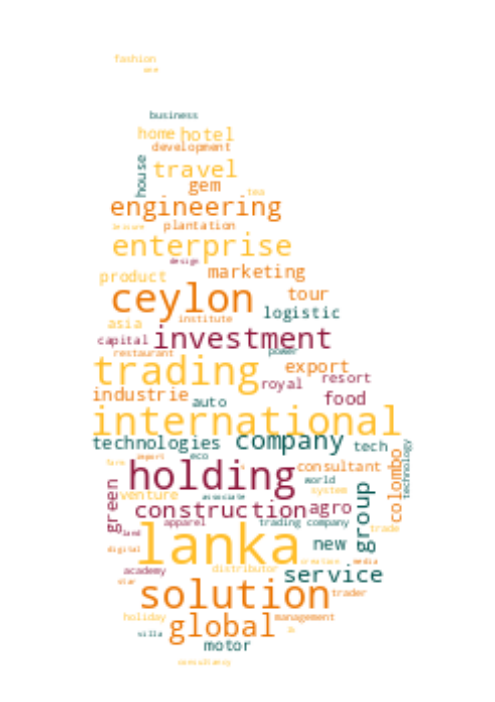 fashion
one
business
home hotel
development
house
travel
gem
tea
engineering
leisure plantation
enterprise
design
product marketing
ceylon tour
logistic
asia institute
capital investment
restaurant power
trading export
royal resort
industrie auto food
international
technologies company tech
technology
farm import eco
holding consultant
colombo
world
green venture associate system
group
construction agro
apparel trading company trade
land
lanka new
digital creation media
academy distributor service
star
solution trader
holiday management
villa global
motor
consultancy